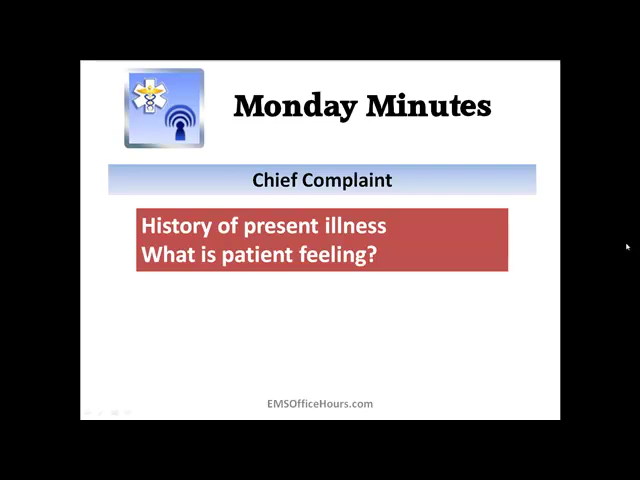 Monday Minutes
Chief Complaint
History of present illness
What is patient feeling?
EMSOfficeHours.com